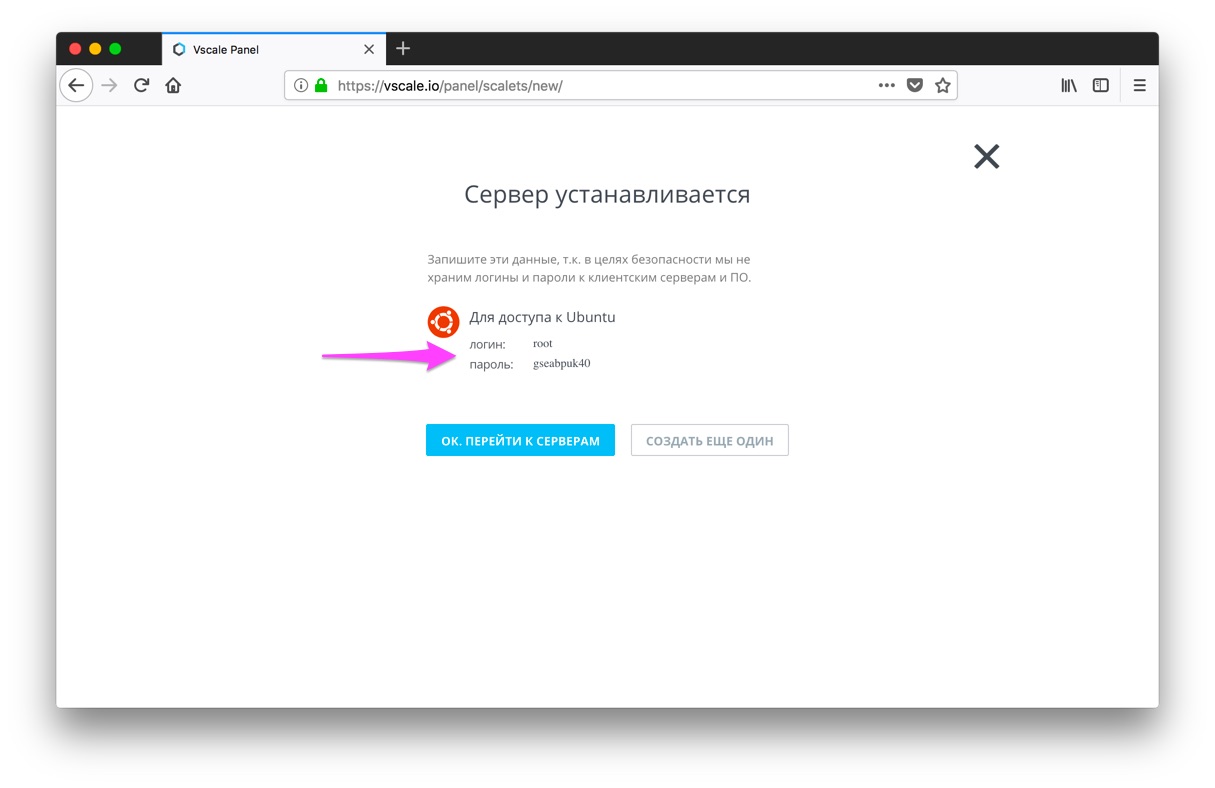 Vscale Panel
https://vscale.io/panel/scalets/new/
Сервер устанавливается
Запишите эти данные, т.к. в целях безопасности мы не
храним логины и пароли к клиентским серверам и ПО.
Для доступа к Ubuntu
логин: root
пароль: gseabpuk40
ОК. ПЕРЕЙТИ К СЕРВЕРАМ СОЗДАТЬ ЕЩЕ ОДИН